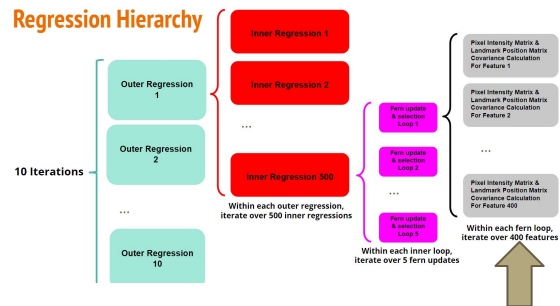 Regression Hierarchy
10 Iterations
Outer Regression
1
Outer Regression
2
...
Outer Regression
10
Inner Regression 1
Inner Regression 2
...
Inner Regression 500
Within each outer regression,
iterate over 500 inner regressions
Fern update
& selection
Loop 1
Fern update
& selection
Loop 2
...
Fern update
& selection
Loop 5
Within each inner loop,
iterate over 5 fern updates
Pixel Intensity Matrix &
Landmark Position Matrix
Covariance Calculation
For Feature 1
Pixel Intensity Matrix &
Landmark Position Matrix
Covariance Calculation
For Feature 2
...
Pixel Intensity Matrix &
Landmark Position Matrix
Covariance Calculation
For Feature 400
Within each fern loop,
iterate over 400 features